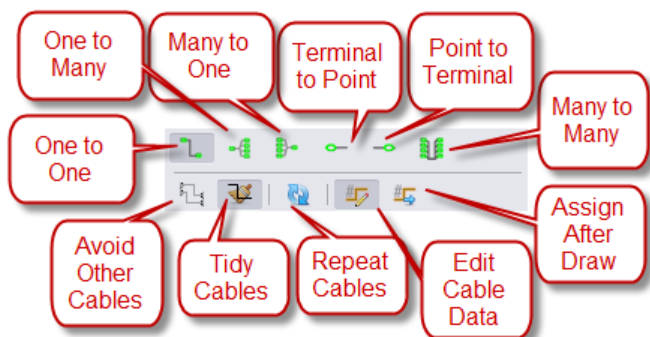 One to
Many
Many to
One
Terminal
to Point
Point to
Terminal
Many to
Many
One to
One
Avoid
Other
Cables
Tidy
Cables
Repeat
Cables
Edit
Cable
Data
Assign
After
Draw